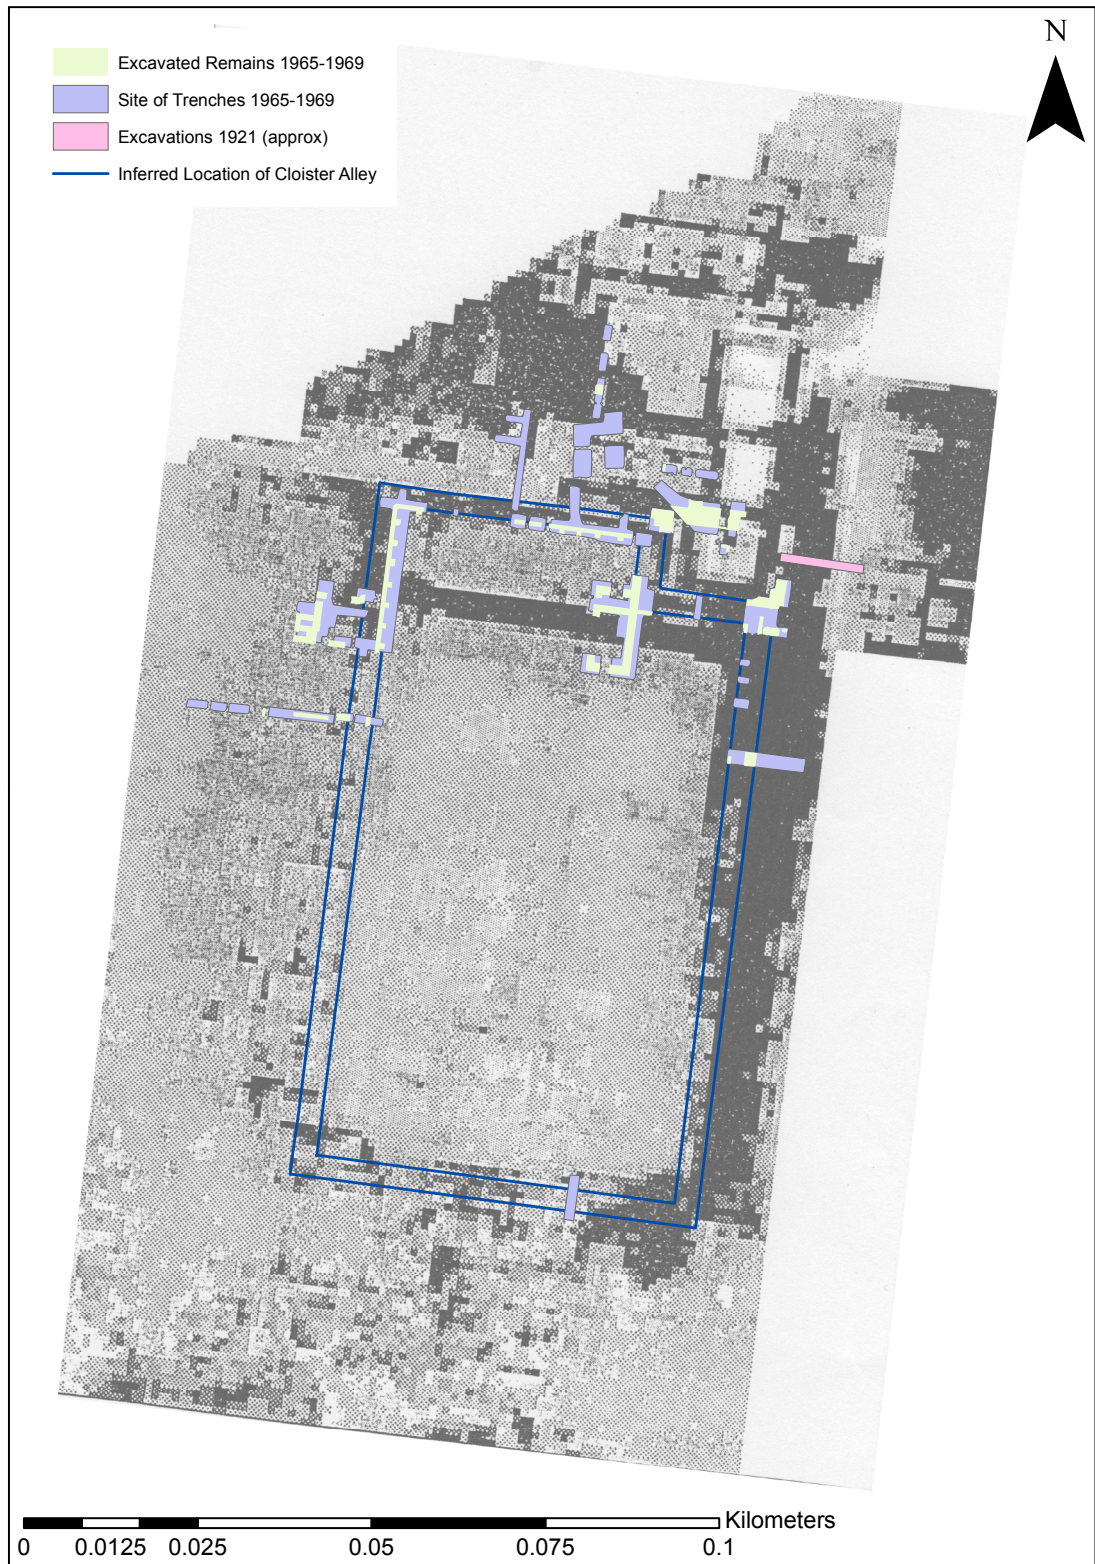 N
Excavated Remains 1965-1969
Site of Trenches 1965-1969
Excavations 1921 (approx)
Inferred Location of Cloister Alley
Kilometers
0 0.0125 0.025 0.05 0.075 0.1